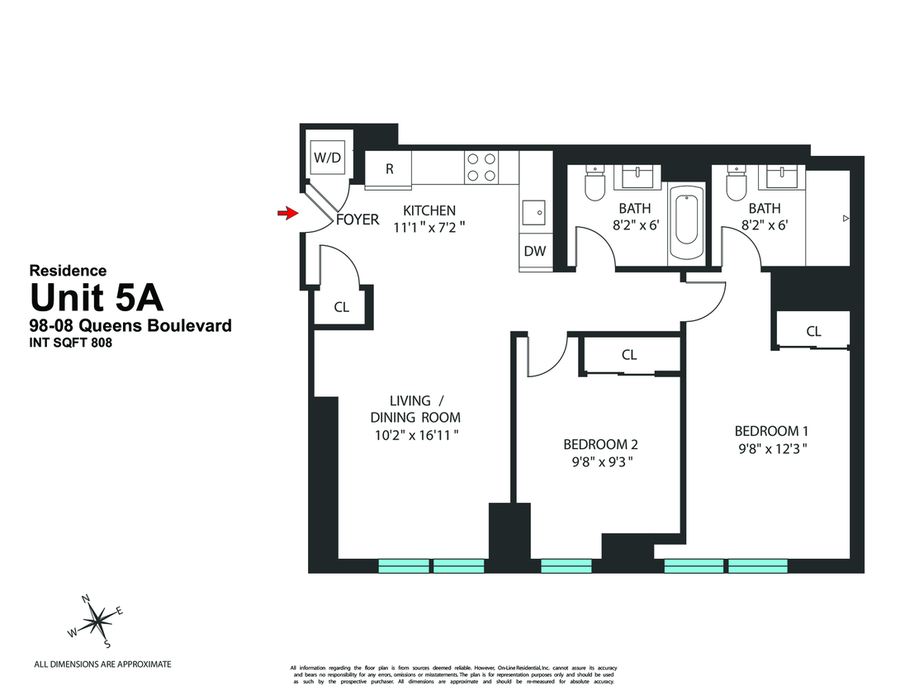 W/D
R
FOYER
KITCHEN
11'1" x 7'2"
DW
BATH
8'2" x 6'
BATH
8'2" x 6'
CL
CL
CL
Residence
Unit 5A
98-08 Queens Boulevard
INT SQFT 808
LIVING /
DINING ROOM
10'2" x 16'11"
BEDROOM 2
9'8" x 9'3"
BEDROOM 1
9'8" x 12'3"
N
E
W
S
ALL DIMENSIONS ARE APPROXIMATE
All information regarding the floor plan is from sources deemed reliable. However, On-Line Residential, Inc. cannot assure its accuracy
and bears no responsibility for any errors, omissions or misstatements. The plan is for representation purposes only and should be used
as such by the prospective purchaser. All dimensions are approximate and should be re-measured for absolute accuracy.